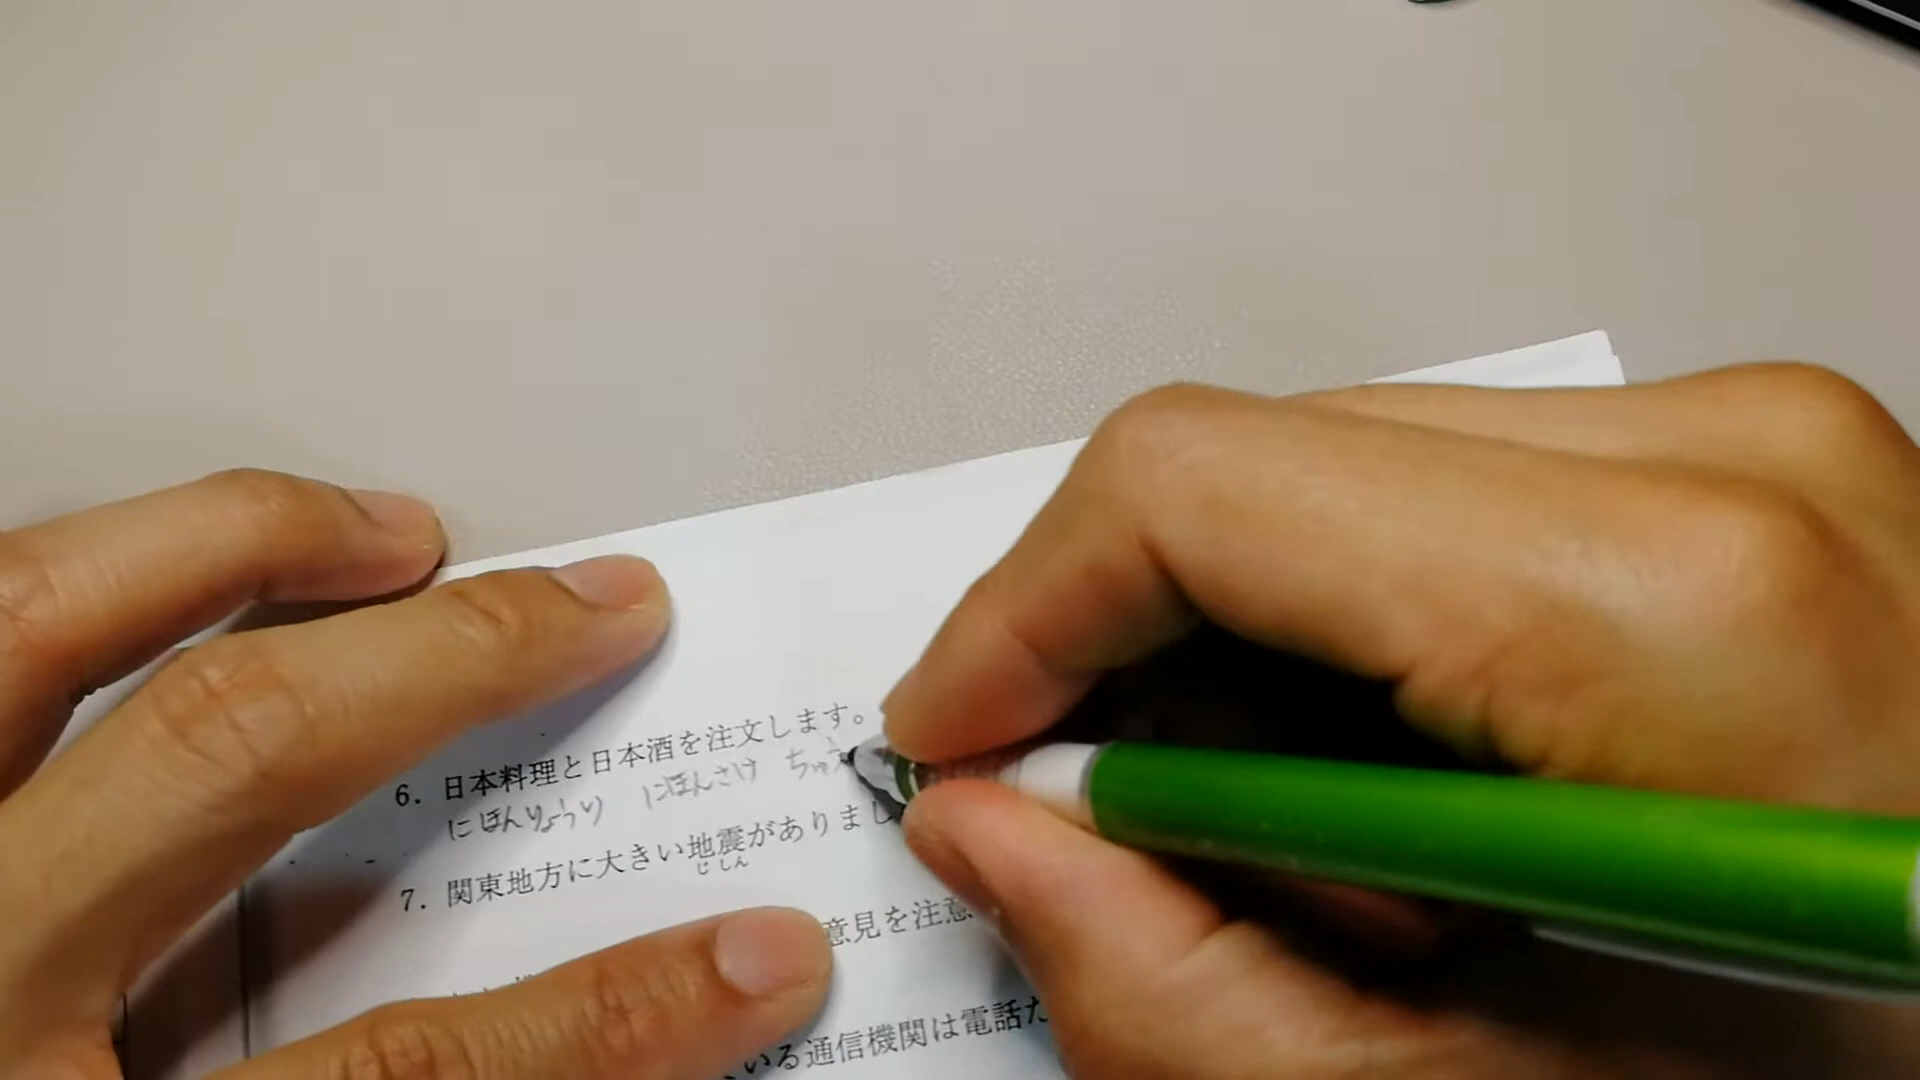 6. 日本料理と日本酒を注文します。
にほんりょうり にほんさけ ちゅう
7. 関東地方に大きい地震がありまし
じしん
意見を注意
いる通信機関は電話だ